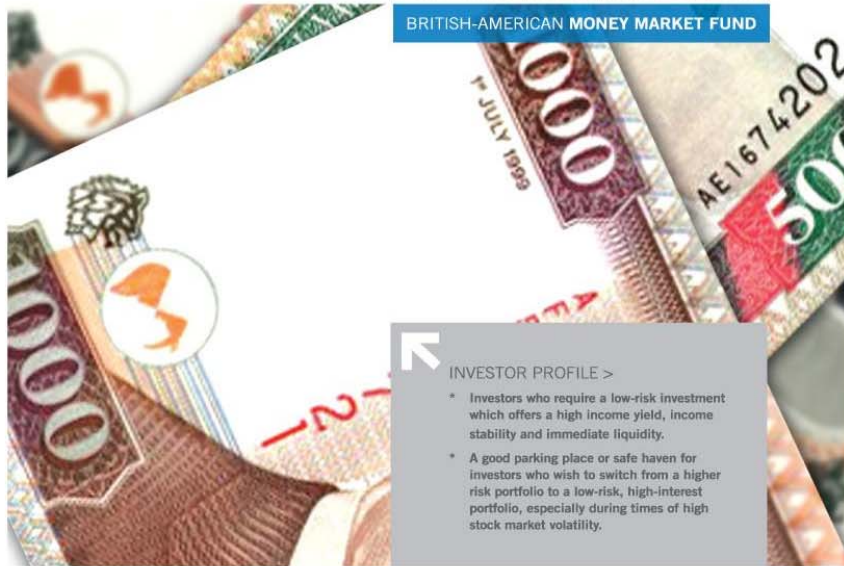 BRITISH-AMERICAN MONEY MARKET FUND
1000
1ST JULY 1999
AE1674202
500
1000
INVESTOR PROFILE >
* Investors who require a low-risk investment
which offers a high income yield, income
stability and immediate liquidity.
* A good parking place or safe haven for
investors who wish to switch from a higher
risk portfolio to a low-risk, high-interest
portfolio, especially during times of high
stock market volatility.